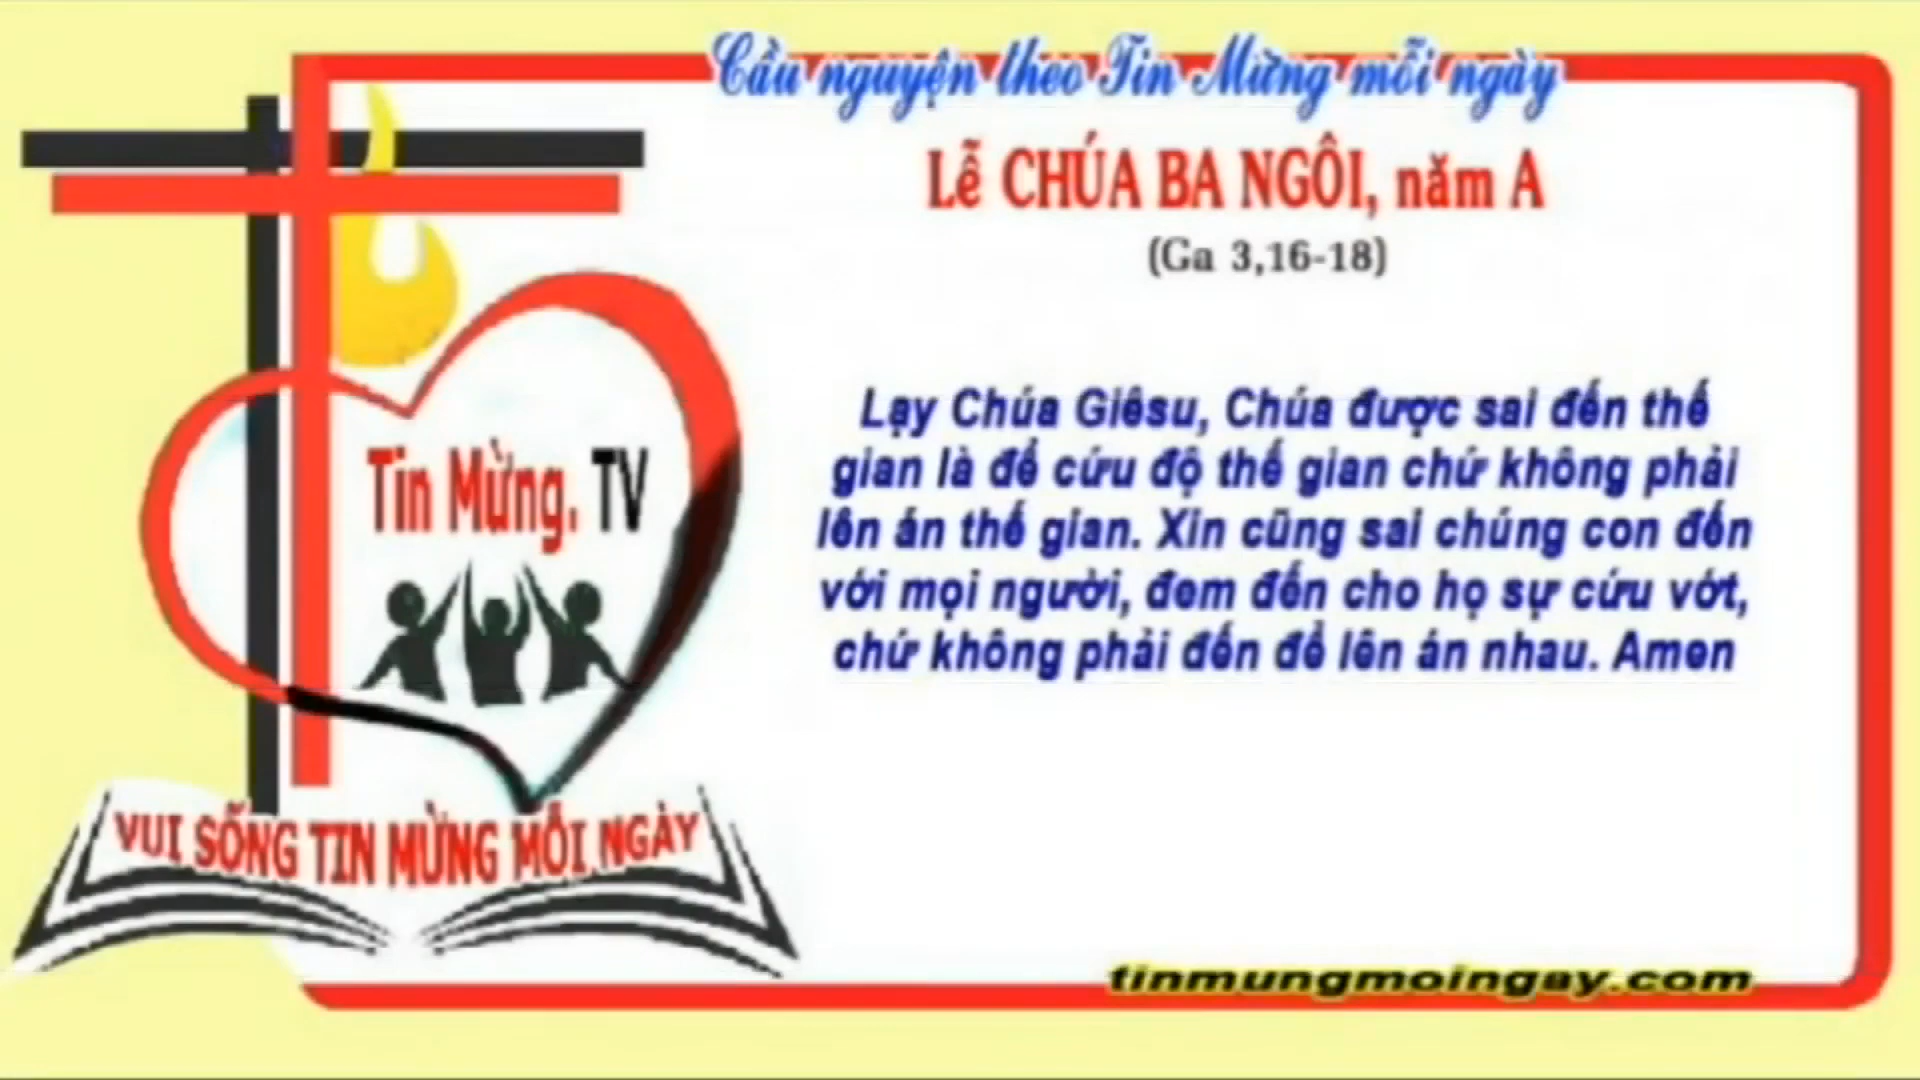 Cầu nguyện theo Tin Mừng mỗi ngày
Lễ CHÚA BA NGÔI, năm A
(Ga 3,16-18)
Lạy Chúa Giêsu, Chúa được sai đến thế
gian là để cứu độ thế gian chứ không phải
lên án thế gian. Xin cũng sai chúng con đến
với mọi người, đem đến cho họ sự cứu vớt,
chứ không phải đến để lên án nhau. Amen
Tin Mừng. TV
VUI SỐNG TIN MỪNG MỖI NGÀY
tinmungmoingay.com